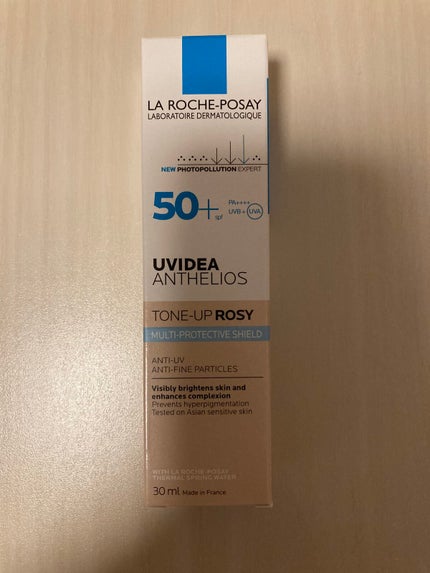 LA ROCHE-POSAY
LABORATOIRE DERMATOLOGIQUE
NEW PHOTOPOLLUTION EXPERT
50+ spf
PA++++
UVB+ UVA
UVIDEA
ANTHELIOS
TONE-UP ROSY
MULTI-PROTECTIVE SHIELD
ANTI-UV
ANTI-FINE PARTICLES
Visibly brightens skin and
enhances complexion
Prevents hyperpigmentation
Tested on Asian sensitive skin
WITH LA ROCHE-POSAY
THERMAL SPRING WATER
30 ml Made in France